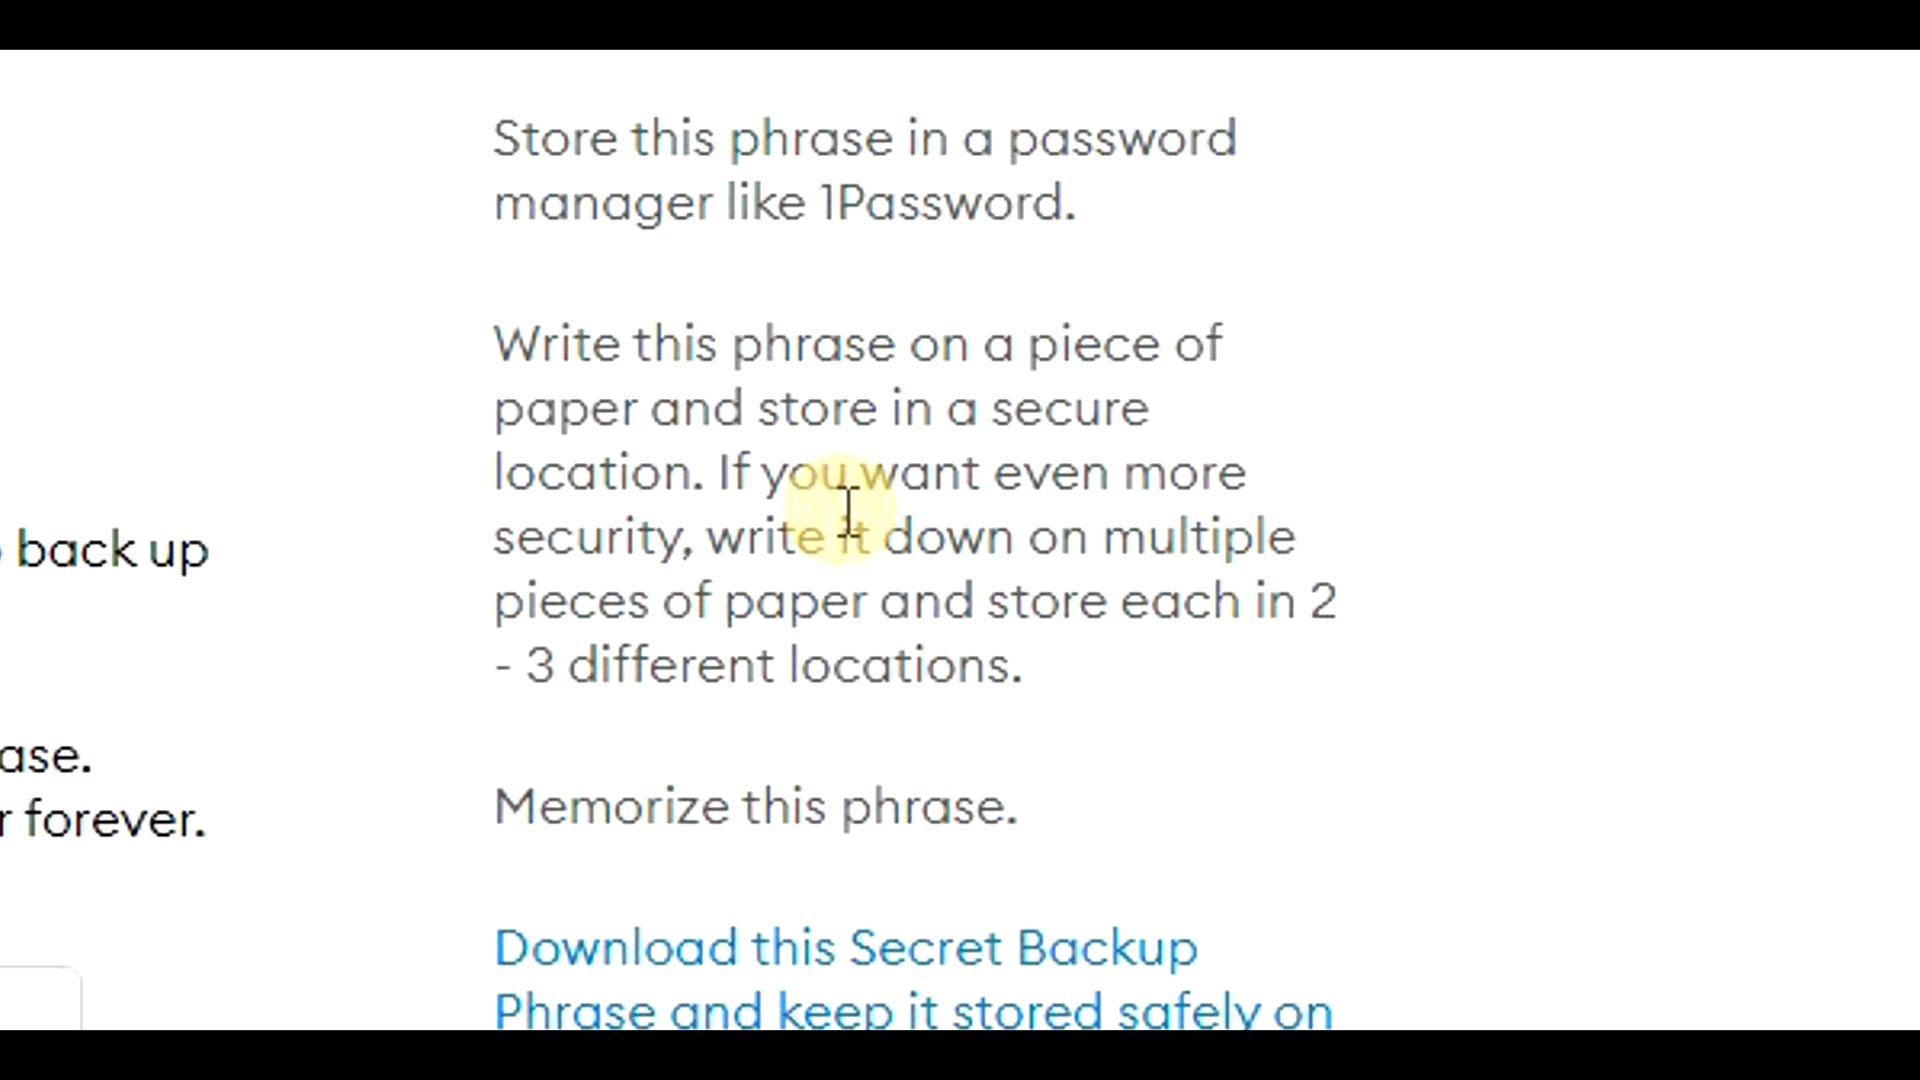 Store this phrase in a password
manager like 1Password.
Write this phrase on a piece of
paper and store in a secure
location. If you want even more
security, write it down on multiple
pieces of paper and store each in 2
- 3 different locations.
Memorize this phrase.
Download this Secret Backup
Phrase and keep it stored safely on
back up
ase.
r forever.